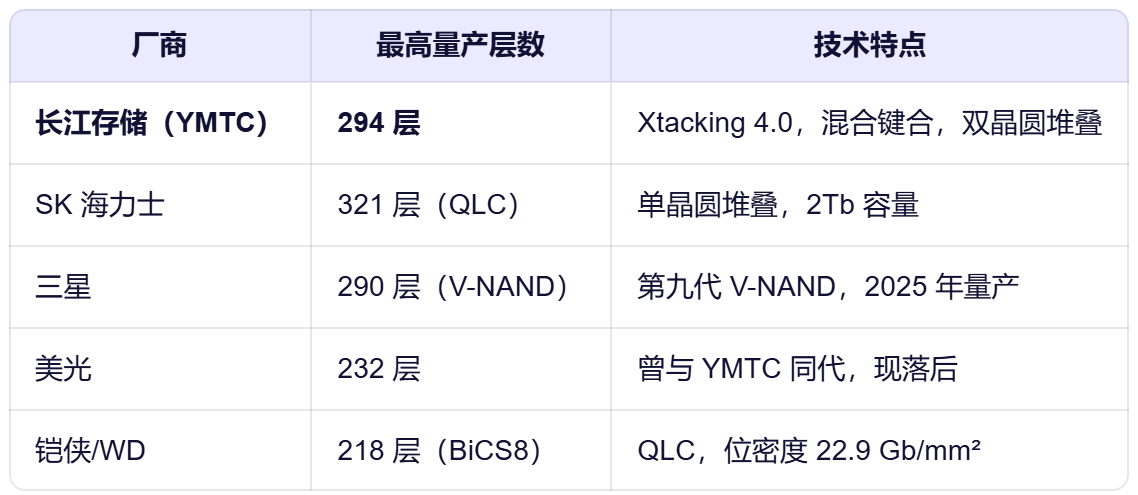 厂商 最高量产层数 技术特点
长江存储（YMTC） 294 层 Xtacking 4.0，混合键合，双晶圆堆叠
SK 海力士 321 层（QLC） 单晶圆堆叠，2Tb 容量
三星 290 层（V-NAND） 第九代 V-NAND，2025 年量产
美光 232 层 曾与 YMTC 同代，现落后
铠侠/WD 218 层（BiCS8） QLC，位密度 22.9 Gb/mm²